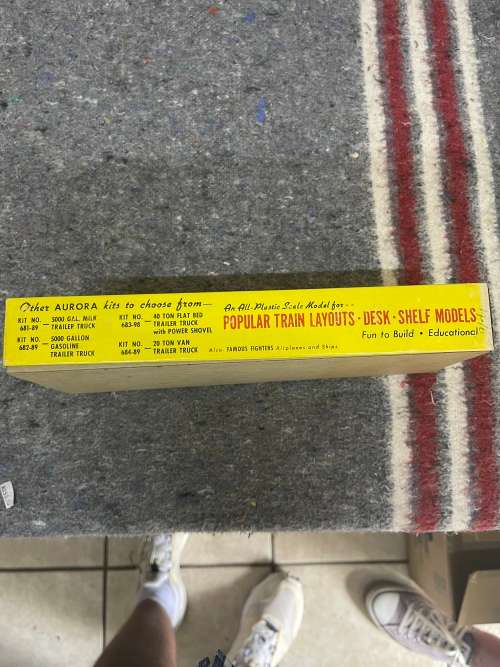 Other AURORA kits to choose from—
KIT NO. 681-89 — 5000 GAL. MILK TRAILER TRUCK
KIT NO. 682-89 — 5000 GALLON GASOLINE TRAILER TRUCK
KIT NO. 683-98 — 40 TON FLAT BED TRAILER TRUCK with POWER SHOVEL
KIT NO. 684-89 — 20 TON VAN TRAILER TRUCK
An All-Plastic Scale Model for--
POPULAR TRAIN LAYOUTS · DESK · SHELF MODELS
Fun to Build • Educational
Also FAMOUS FIGHTERS Airplanes and Ships